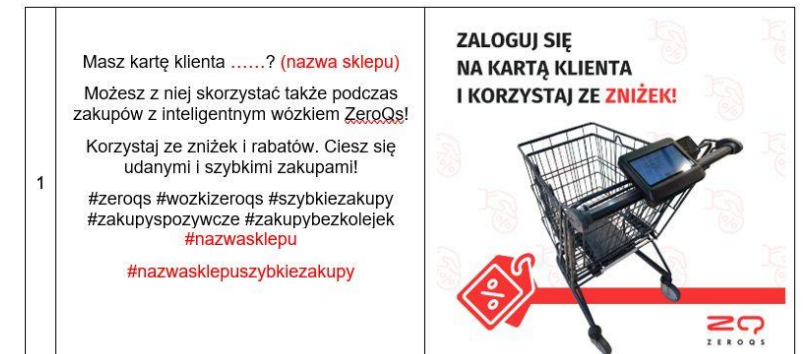 1
Masz kartę klienta ......? (nazwa sklepu)
Możesz z niej skorzystać także podczas
zakupów z inteligentnym wózkiem ZeroQs!
Korzystaj ze zniżek i rabatów. Ciesz się
udanymi i szybkimi zakupami!
#zeroqs #wozkizeroqs #szybkiezakupy
#zakupyspozywcze #zakupybezkolejek
#nazwasklepu
#nazwasklepuszybkiezakupy
ZALOGUJ SIĘ
NA KARTĄ KLIENTA
I KORZYSTAJ ZE ZNIŻEK!
%
ZQ
ZEROQS